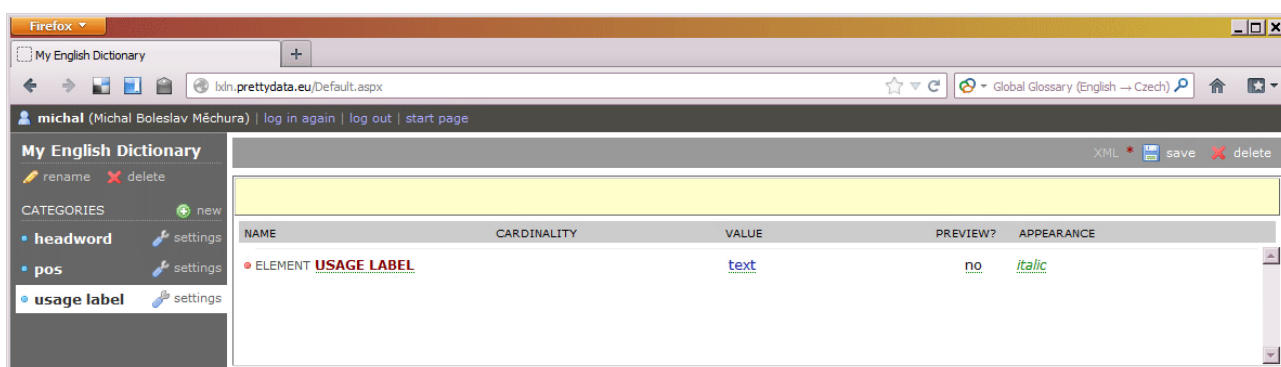 Firefox
My English Dictionary +
lxln.prettydata.eu/Default.aspx Global Glossary (English → Czech)
michal (Michal Boleslav Měchura) | log in again | log out | start page
My English Dictionary XML * save delete
rename delete
CATEGORIES new
headword settings NAME CARDINALITY VALUE PREVIEW? APPEARANCE
pos settings ELEMENT USAGE LABEL text no italic
usage label settings